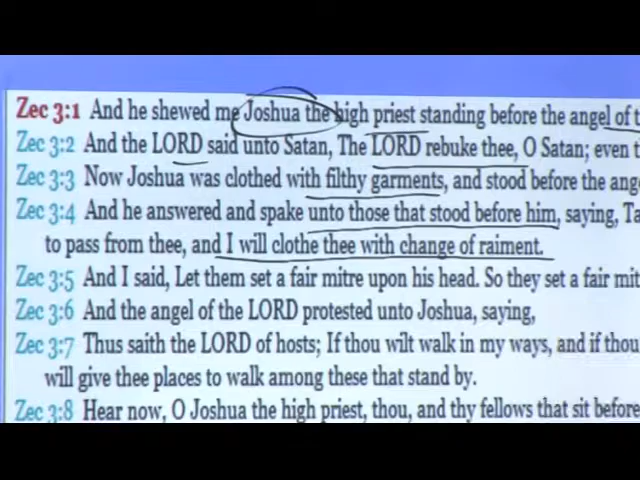 Zec 3:1 And he shewed me Joshua the high priest standing before the angel of t
Zec 3:2 And the LORD said unto Satan, The LORD rebuke thee, O Satan; even t
Zec 3:3 Now Joshua was clothed with filthy garments, and stood before the ang
Zec 3:4 And he answered and spake unto those that stood before him, saying, Ta
to pass from thee, and I will clothe thee with change of raiment.
Zec 3:5 And I said, Let them set a fair mitre upon his head. So they set a fair mit
Zec 3:6 And the angel of the LORD protested unto Joshua, saying,
Zec 3:7 Thus saith the LORD of hosts; If thou wilt walk in my ways, and if thou
will give thee places to walk among these that stand by.
Zec 3:8 Hear now, O Joshua the high priest, thou, and thy fellows that sit before